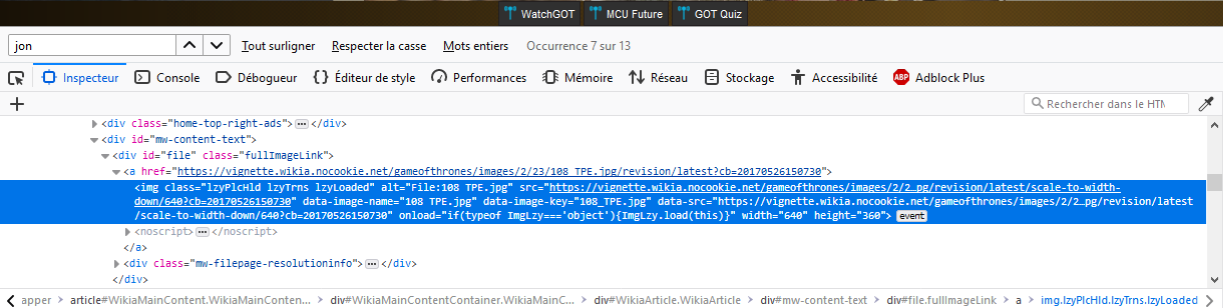 WatchGOT MCU Future GOT Quiz
jon Tout surligner Respecter la casse Mots entiers Occurrence 7 sur 13
Inspecteur Console Débogueur {} Éditeur de style Performances Mémoire Réseau Stockage Accessibilité ABP Adblock Plus
+ Rechercher dans le HTM
<div class="home-top-right-ads"> ⋯ </div>
<div id="mw-content-text">
<div id="file" class="fullImageLink">
<a href="https://vignette.wikia.nocookie.net/gameofthrones/images/2/23/108_TPE.jpg/revision/latest?cb=20170526150730">
<img class="lzyPlcHld lzyTrns lzyLoaded" alt="File:108 TPE.jpg" src="https://vignette.wikia.nocookie.net/gameofthrones/images/2/2…pg/revision/latest/scale-to-width-
down/640?cb=20170526150730" data-image-name="108 TPE.jpg" data-image-key="108_TPE.jpg" data-src="https://vignette.wikia.nocookie.net/gameofthrones/images/2/2…pg/revision/latest
/scale-to-width-down/640?cb=20170526150730" onload="if(typeof ImgLzy==='object'){ImgLzy.load(this)}" width="640" height="360"> event
<noscript> ⋯ </noscript>
</a>
<div class="mw-filepage-resolutioninfo"> ⋯ </div>
</div>
apper > article#WikiaMainContent.WikiaMainConten… > div#WikiaMainContentContainer.WikiaMainC… > div#WikiaArticle.WikiaArticle > div#mw-content-text > div#file.fullImageLink > a > img.lzyPlcHld.lzyTrns.lzyLoaded